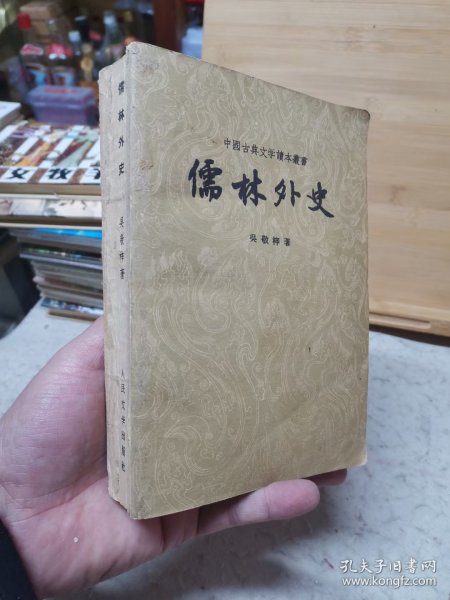 中國古典文学讀本叢書
儒林外史
吳敬梓著
儒林外史
吳敬梓著
人民文学出版社
孔夫子旧书网
www.kongfz.com